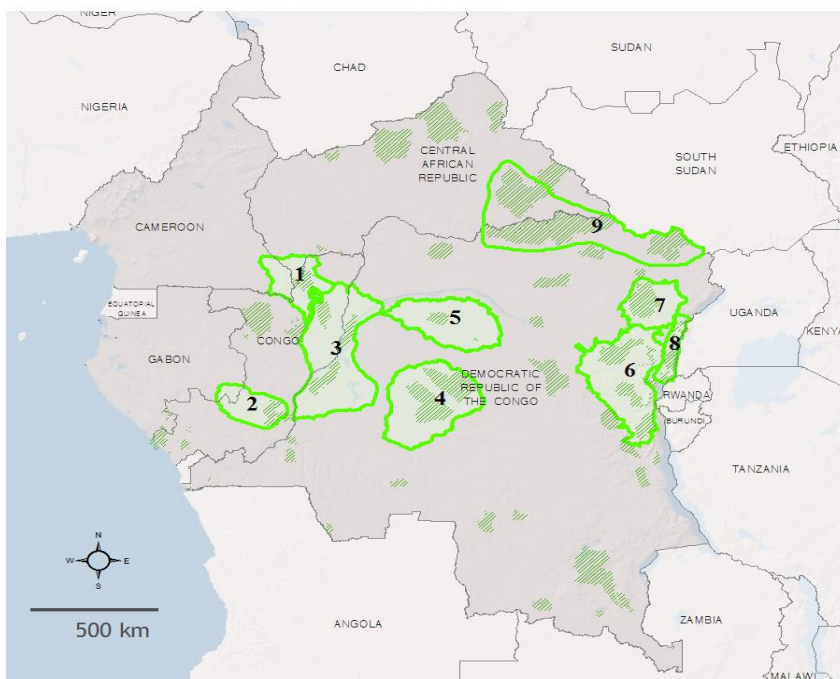 NIGER
SUDAN
CHAD
NIGERIA
CENTRAL
AFRICAN
REPUBLIC
ETHIOPIA
SOUTH
SUDAN
CAMEROON
9
1
EQUATORIAL
GUINEA
7
UGANDA
5
KENYA
CONGO
3
8
GABON
6
DEMOCRATIC
REPUBLIC OF
THE CONGO
4
2
RWANDA
BURUNDI
TANZANIA
N
W
E
S
500 km
ANGOLA
ZAMBIA
MALAWI